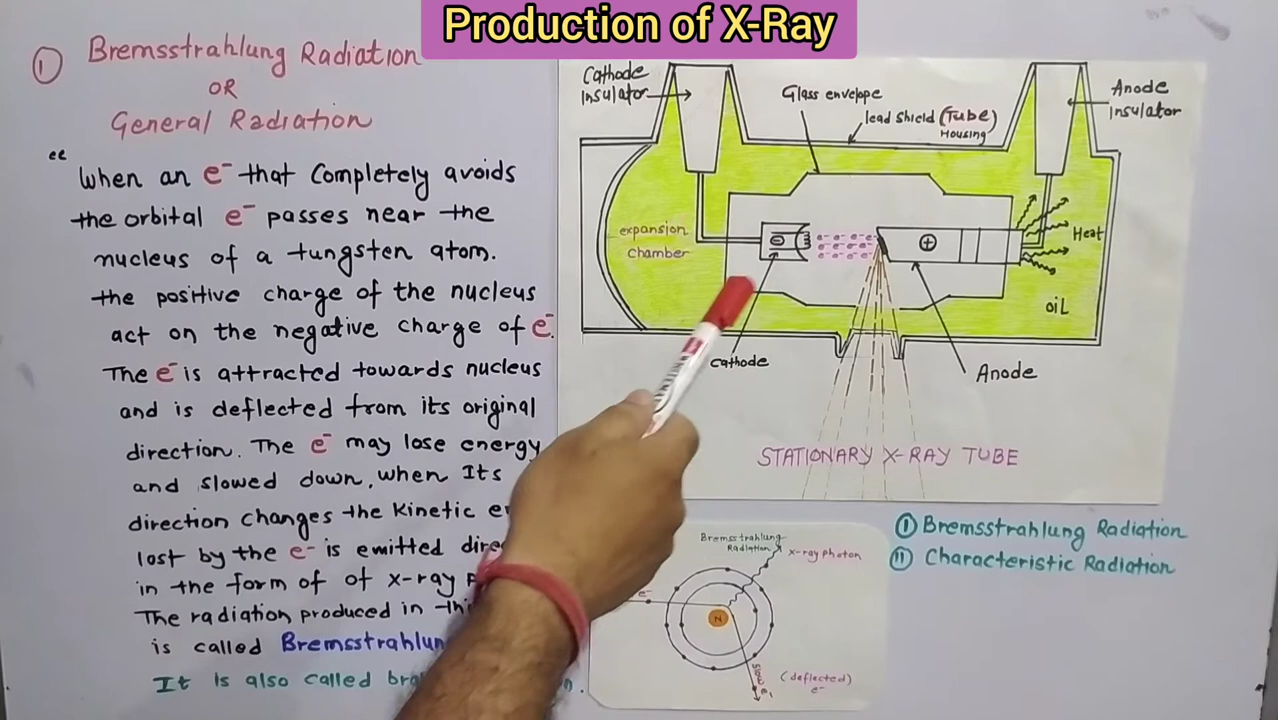 Production of X-Ray
① Bremsstrahlung Radiation
OR
General Radiation
“ When an e⁻ that Completely avoids
the orbital e⁻ passes near the
nucleus of a tungsten atom.
the positive charge of the nucleus
act on the negative charge of e⁻.
The e⁻ is attracted towards nucleus
and is deflected from its original
direction. The e⁻ may lose energy
and slowed down, when Its
direction changes the Kinetic
lost by the e⁻ is emitted
in the form of of x-ray
The radiation produced in
is called
It is also called
Cathode
insulator
Glass envelope
lead shield (Tube)
Housing)
Anode
insulator
expansion
chamber
⊖
e⁻ e⁻ e⁻ e⁻
e⁻ e⁻ e⁻ e⁻
e⁻ e⁻ e⁻ e⁻
⊕
Heat
oiL
Cathode
Anode
STATIONARY X-RAY TUBE
① Bremsstrahlung Radiation
⑪ Characteristic Radiation
Bremsstrahlung
Radiation
x-ray photon
e⁻
N
slow e⁻
(deflected)
e⁻